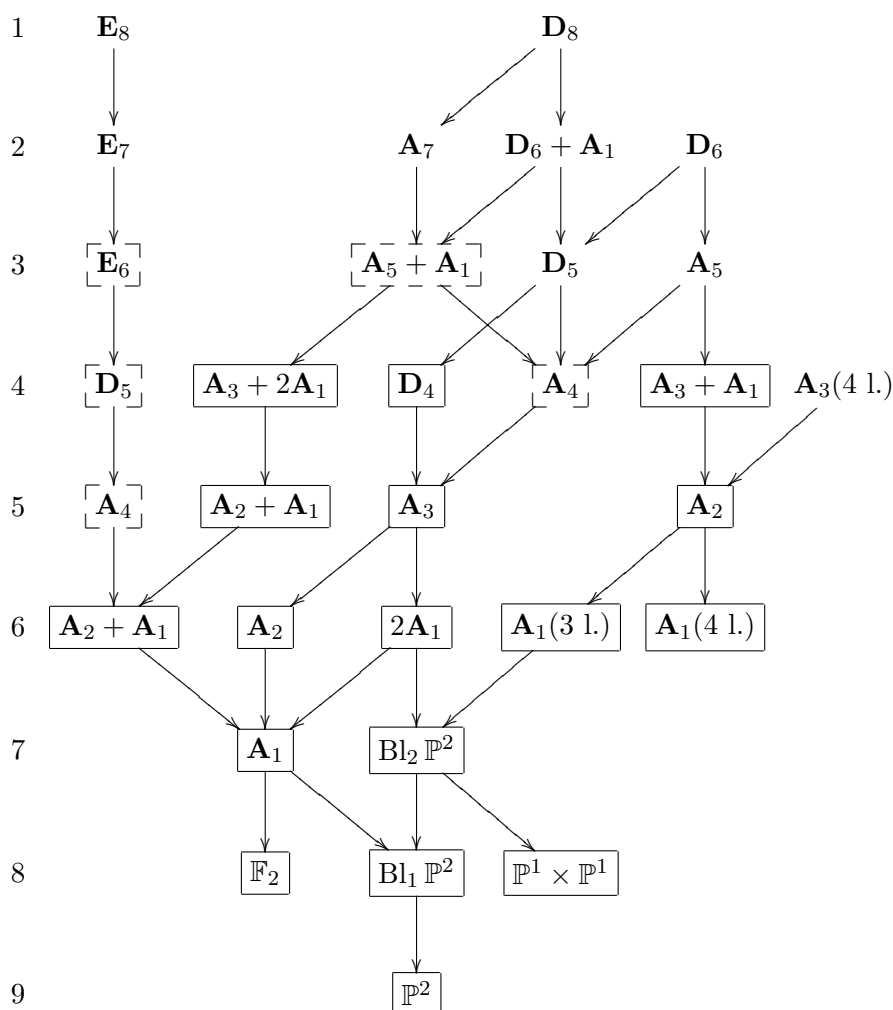 1 E₈ D₈
2 E₇ A₇ D₆ + A₁ D₆
3 E₆ A₅ + A₁ D₅ A₅
4 D₅ A₃ + 2A₁ D₄ A₄ A₃ + A₁ A₃(4 l.)
5 A₄ A₂ + A₁ A₃ A₂
6 A₂ + A₁ A₂ 2A₁ A₁(3 l.) A₁(4 l.)
7 A₁ Bl₂ ℙ²
8 𝔽₂ Bl₁ ℙ² ℙ¹ × ℙ¹
9 ℙ²